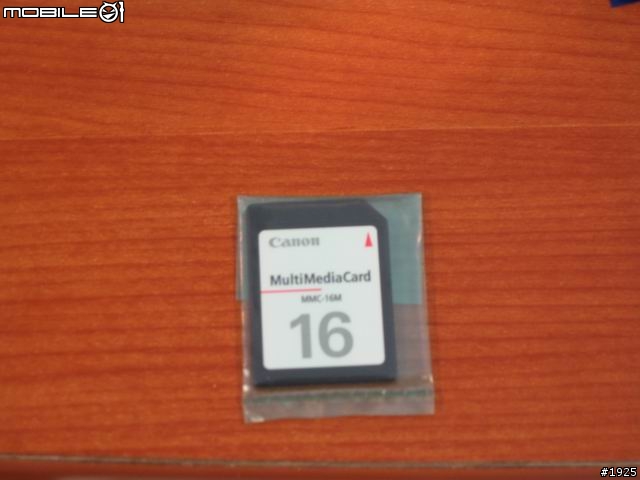 MOBILE01
Canon
MultiMediaCard
MMC-16M
16
#1925